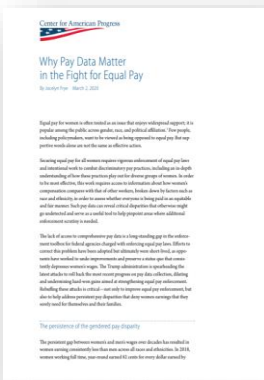 Center for American Progress
Why Pay Data Matter
in the Fight for Equal Pay
By Jocelyn Frye March 2, 2020
Equal pay for women is often touted as an issue that enjoys widespread support; it is
popular among the public across gender, race, and political affiliation.¹ Few people,
including policymakers, want to be viewed as being opposed to equal pay. But sup-
portive words alone are not the same as effective action.
Securing equal pay for all women requires rigorous enforcement of equal pay laws
and intentional work to combat discriminatory pay practices, including an in-depth
understanding of how these practices play out for diverse groups of women. In order
to be most effective, this work requires access to information about how women's
compensation compares with that of other workers, broken down by factors such as
race and ethnicity, in order to assess whether everyone is being paid in an equitable
and fair manner. Such pay data can reveal critical disparities that otherwise might
go undetected and serve as a useful tool to help pinpoint areas where additional
enforcement scrutiny is needed.
The lack of access to comprehensive pay data is a long-standing gap in the enforce-
ment toolbox for federal agencies charged with enforcing equal pay laws. Efforts to
correct this problem have been adopted but ultimately were short-lived, as oppo-
nents have worked to undo improvements and preserve a status quo that consis-
tently depresses women's wages. The Trump administration is spearheading the
latest attacks to roll back the most recent progress on pay data collection, diluting
and undermining hard-won gains aimed at strengthening equal pay enforcement.
Rebuffing these attacks is critical—not only to improve equal pay enforcement, but
also to help address persistent pay disparities that deny women earnings that they
sorely need for themselves and their families.
The persistence of the gendered pay disparity
The persistent gap between women's and men's wages over decades has resulted in
women earning consistently less than men across all races and ethnicities. In 2018,
women working full time, year-round earned 82 cents for every dollar earned by